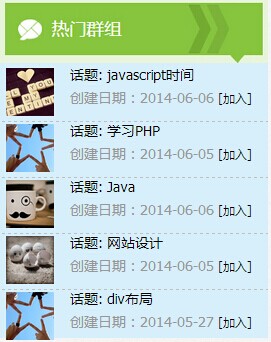 热门群组
话题: javascript时间
创建日期：2014-06-06 [加入]
话题: 学习PHP
创建日期：2014-06-05 [加入]
话题: Java
创建日期：2014-06-06 [加入]
话题: 网站设计
创建日期：2014-06-05 [加入]
话题: div布局
创建日期：2014-05-27 [加入]